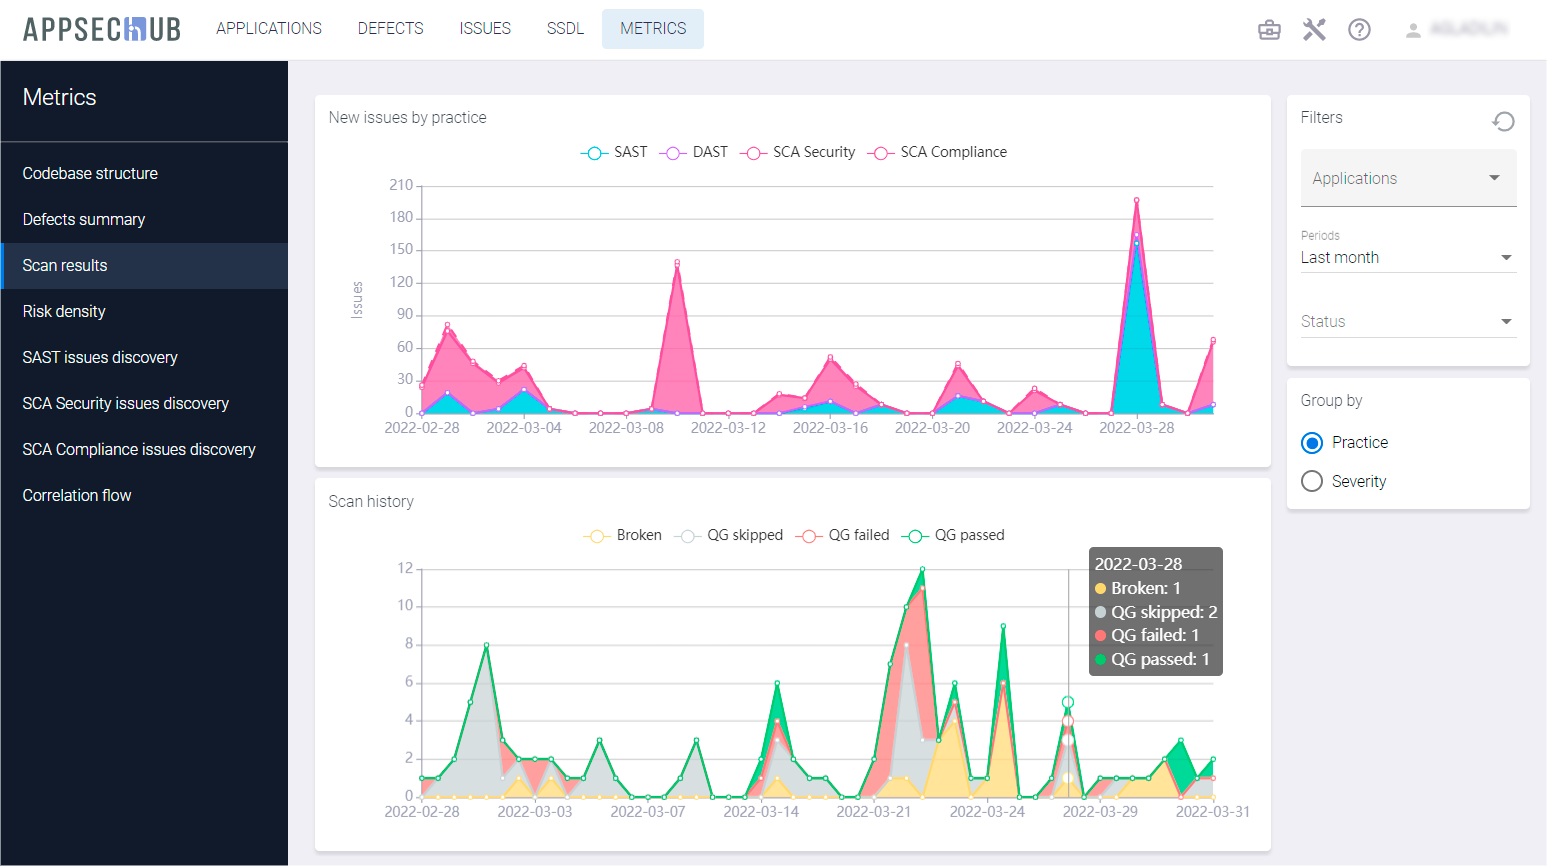 APPSECHUB APPLICATIONS DEFECTS ISSUES SSDL METRICS
Metrics
Codebase structure
Defects summary
Scan results
Risk density
SAST issues discovery
SCA Security issues discovery
SCA Compliance issues discovery
Correlation flow
New issues by practice
SAST DAST SCA Security SCA Compliance
Issues
210
180
150
120
90
60
30
0
2022-02-28 2022-03-04 2022-03-08 2022-03-12 2022-03-16 2022-03-20 2022-03-24 2022-03-28
Scan history
Broken QG skipped QG failed QG passed
12
10
8
6
4
2
0
2022-02-28 2022-03-03 2022-03-07 2022-03-14 2022-03-21 2022-03-24 2022-03-29 2022-03-31
2022-03-28
Broken: 1
QG skipped: 2
QG failed: 1
QG passed: 1
Filters
Applications
Periods
Last month
Status
Group by
Practice
Severity